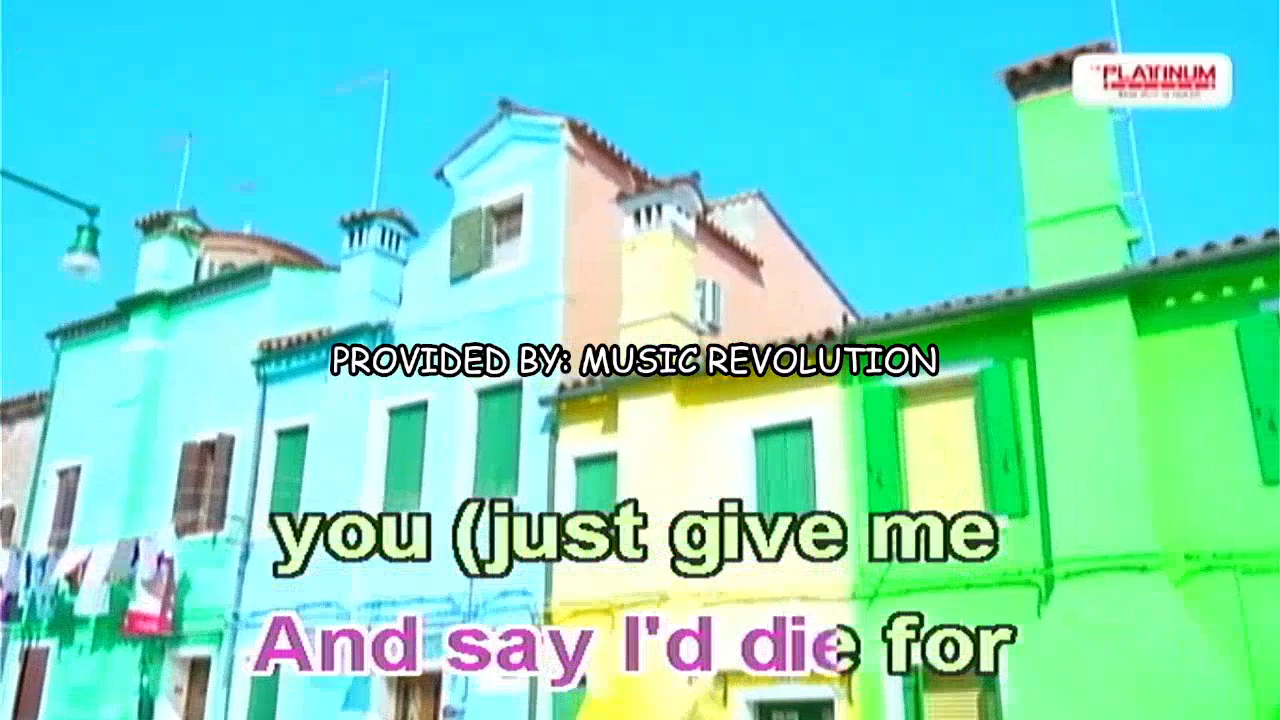 PLATINUM
PROVIDED BY: MUSIC REVOLUTION
you (just give me
And say I'd die for